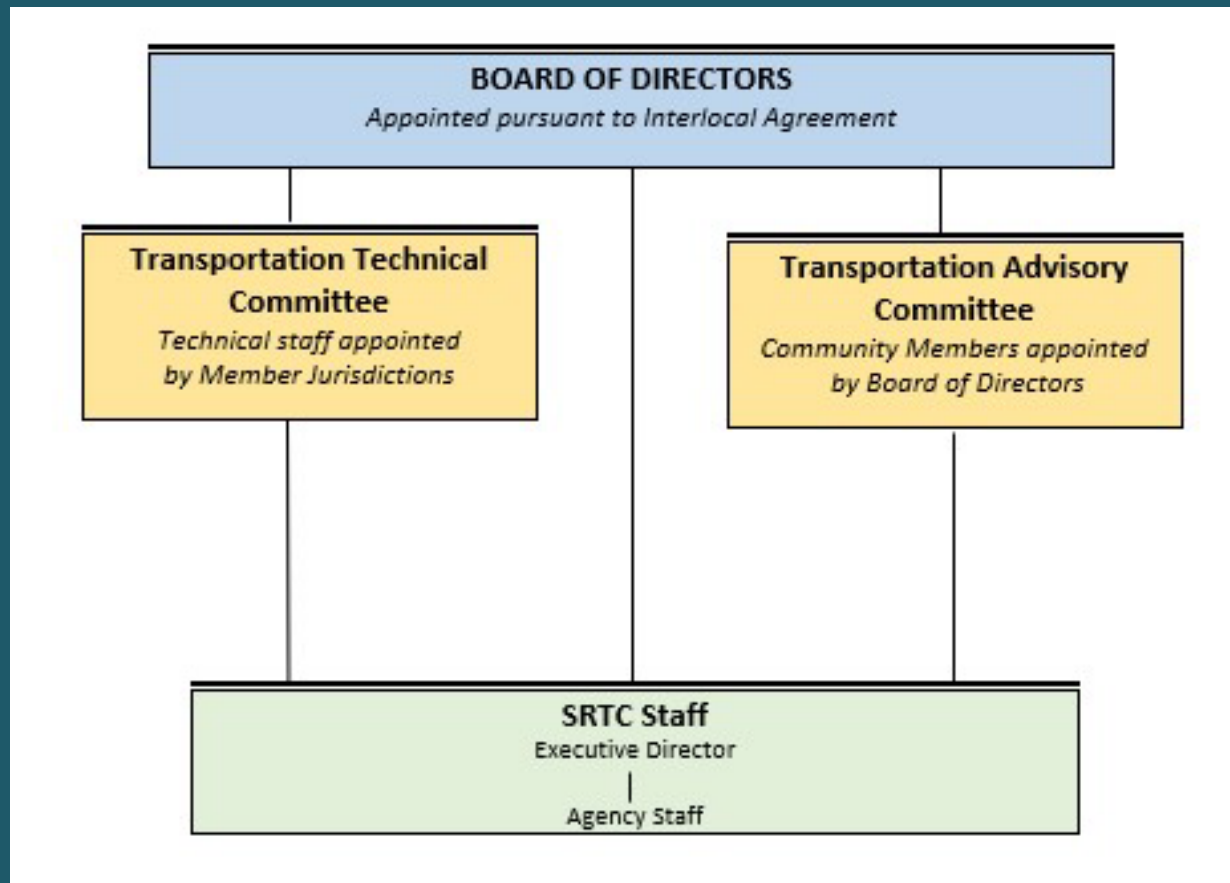 BOARD OF DIRECTORS
Appointed pursuant to Interlocal Agreement
Transportation Technical
Committee
Technical staff appointed
by Member Jurisdictions
Transportation Advisory
Committee
Community Members appointed
by Board of Directors
SRTC Staff
Executive Director
Agency Staff